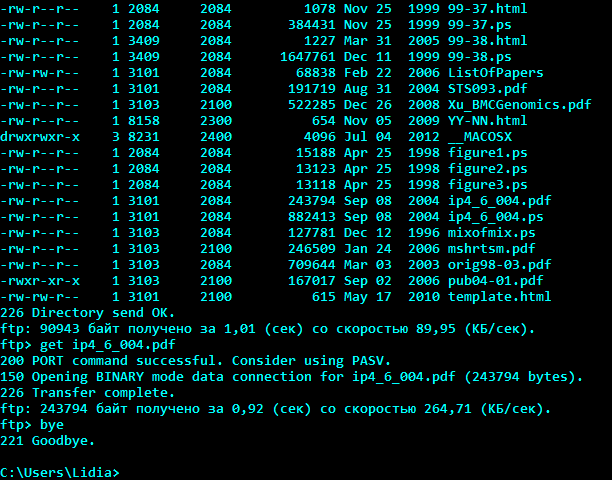 -rw-r--r-- 1 2084 2084 1078 Nov 25 1999 99-37.html
-rw-r--r-- 1 2084 2084 384431 Nov 25 1999 99-37.ps
-rw-r--r-- 1 3409 2084 1227 Mar 31 2005 99-38.html
-rw-r--r-- 1 3409 2084 1647761 Dec 11 1999 99-38.ps
-rw-rw-r-- 1 3101 2084 68838 Feb 22 2006 ListOfPapers
-rw-r--r-- 1 3101 2084 191719 Aug 31 2004 STS093.pdf
-rw-r--r-- 1 3103 2100 522285 Dec 26 2008 Xu_BMCGenomics.pdf
-rw-r--r-- 1 8158 2300 654 Nov 05 2009 YY-NN.html
drwxrwxr-x 3 8231 2400 4096 Jul 04 2012 __MACOSX
-rw-r--r-- 1 2084 2084 15188 Apr 25 1998 figure1.ps
-rw-r--r-- 1 2084 2084 13123 Apr 25 1998 figure2.ps
-rw-r--r-- 1 2084 2084 13118 Apr 25 1998 figure3.ps
-rw-r--r-- 1 3101 2084 243794 Sep 08 2004 ip4_6_004.pdf
-rw-r--r-- 1 3101 2084 882413 Sep 08 2004 ip4_6_004.ps
-rw-r--r-- 1 3103 2084 127781 Dec 12 1996 mixofmix.ps
-rw-r--r-- 1 3103 2100 246509 Jan 24 2006 mshrtsm.pdf
-rw-r--r-- 1 3103 2084 709644 Mar 03 2003 orig98-03.pdf
-rwxr-xr-x 1 3103 2100 167017 Sep 02 2006 pub04-01.pdf
-rw-rw-r-- 1 3101 2100 615 May 17 2010 template.html
226 Directory send OK.
ftp: 90943 байт получено за 1,01 (сек) со скоростью 89,95 (КБ/сек).
ftp> get ip4_6_004.pdf
200 PORT command successful. Consider using PASV.
150 Opening BINARY mode data connection for ip4_6_004.pdf (243794 bytes).
226 Transfer complete.
ftp: 243794 байт получено за 0,92 (сек) со скоростью 264,71 (КБ/сек).
ftp> bye
221 Goodbye.
C:\Users\Lidia>